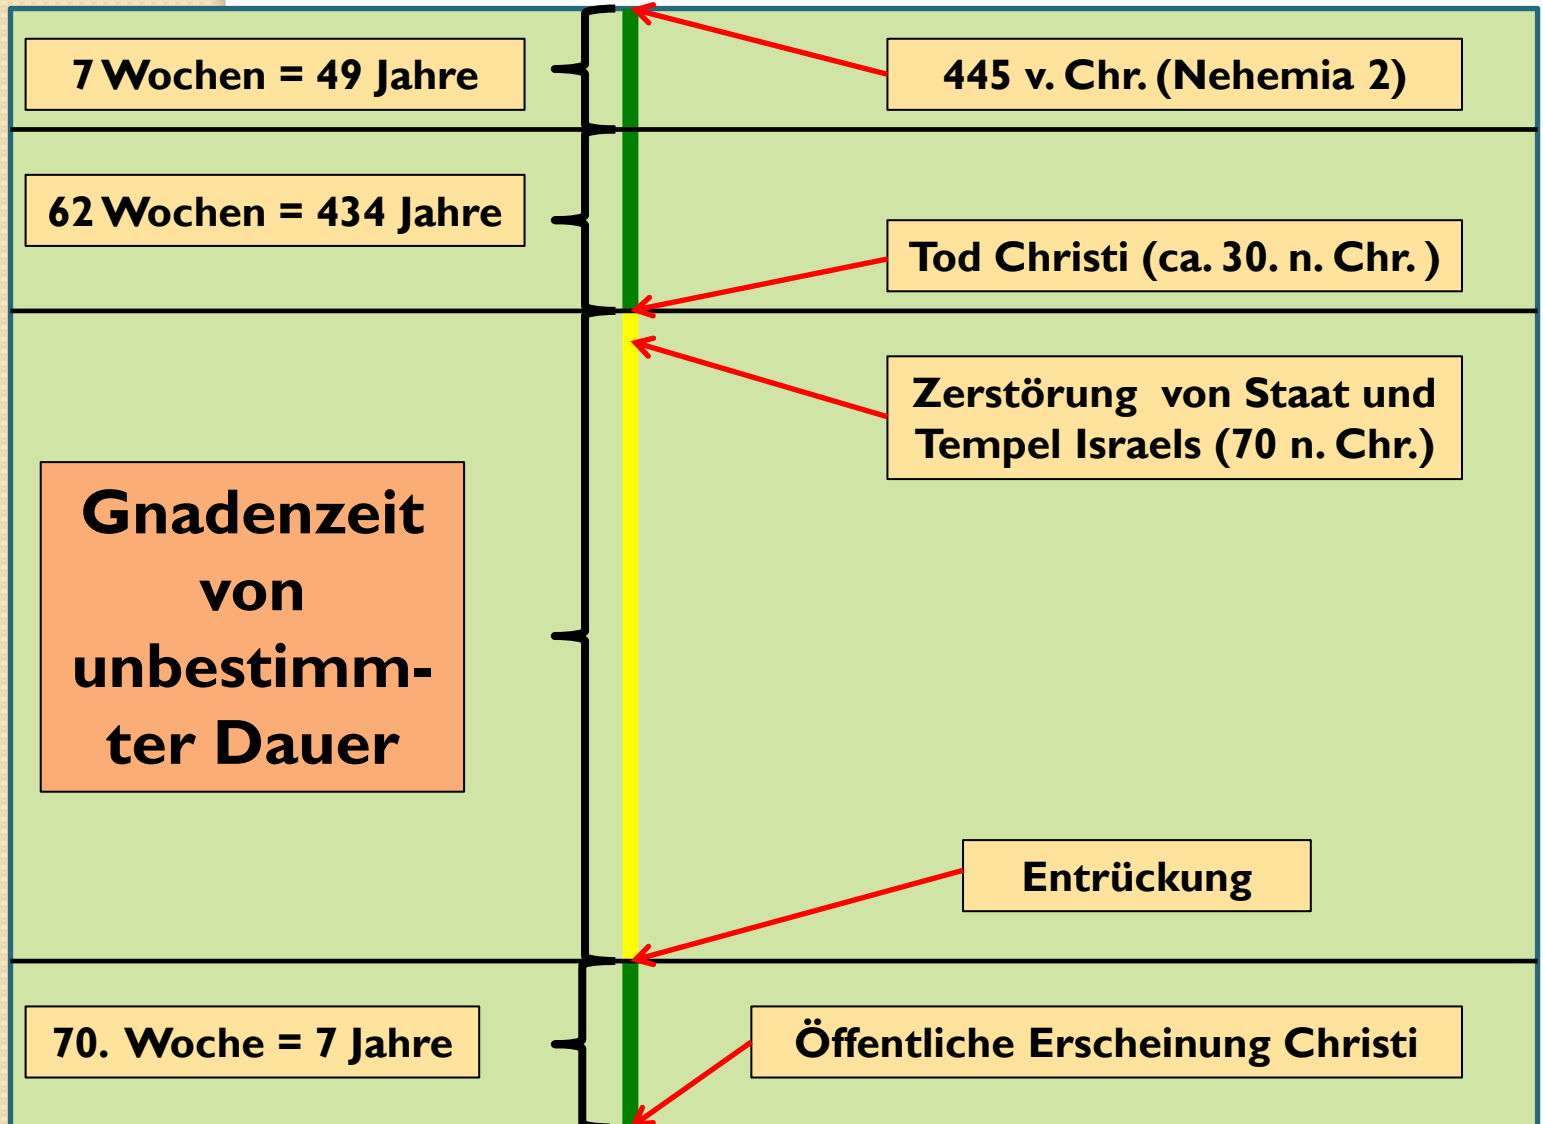 7 Wochen = 49 Jahre
445 v. Chr. (Nehemia 2)
62 Wochen = 434 Jahre
Tod Christi (ca. 30. n. Chr. )
Zerstörung von Staat und
Tempel Israels (70 n. Chr.)
Gnadenzeit
von
unbestimm-
ter Dauer
Entrückung
70. Woche = 7 Jahre
Öffentliche Erscheinung Christi